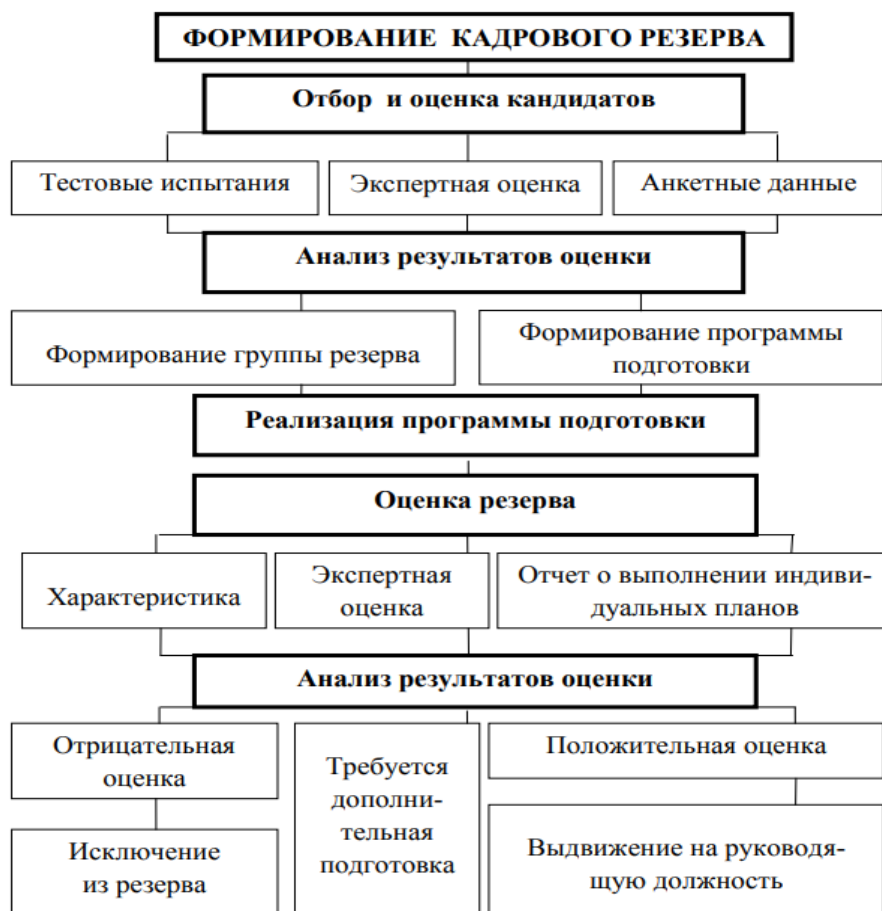 ФОРМИРОВАНИЕ КАДРОВОГО РЕЗЕРВА
Отбор и оценка кандидатов
Тестовые испытания
Экспертная оценка
Анкетные данные
Анализ результатов оценки
Формирование группы резерва
Формирование программы
подготовки
Реализация программы подготовки
Оценка резерва
Характеристика
Экспертная
оценка
Отчет о выполнении индиви-
дуальных планов
Анализ результатов оценки
Отрицательная
оценка
Требуется
дополни-
тельная
подготовка
Положительная оценка
Исключение
из резерва
Выдвижение на руководя-
щую должность